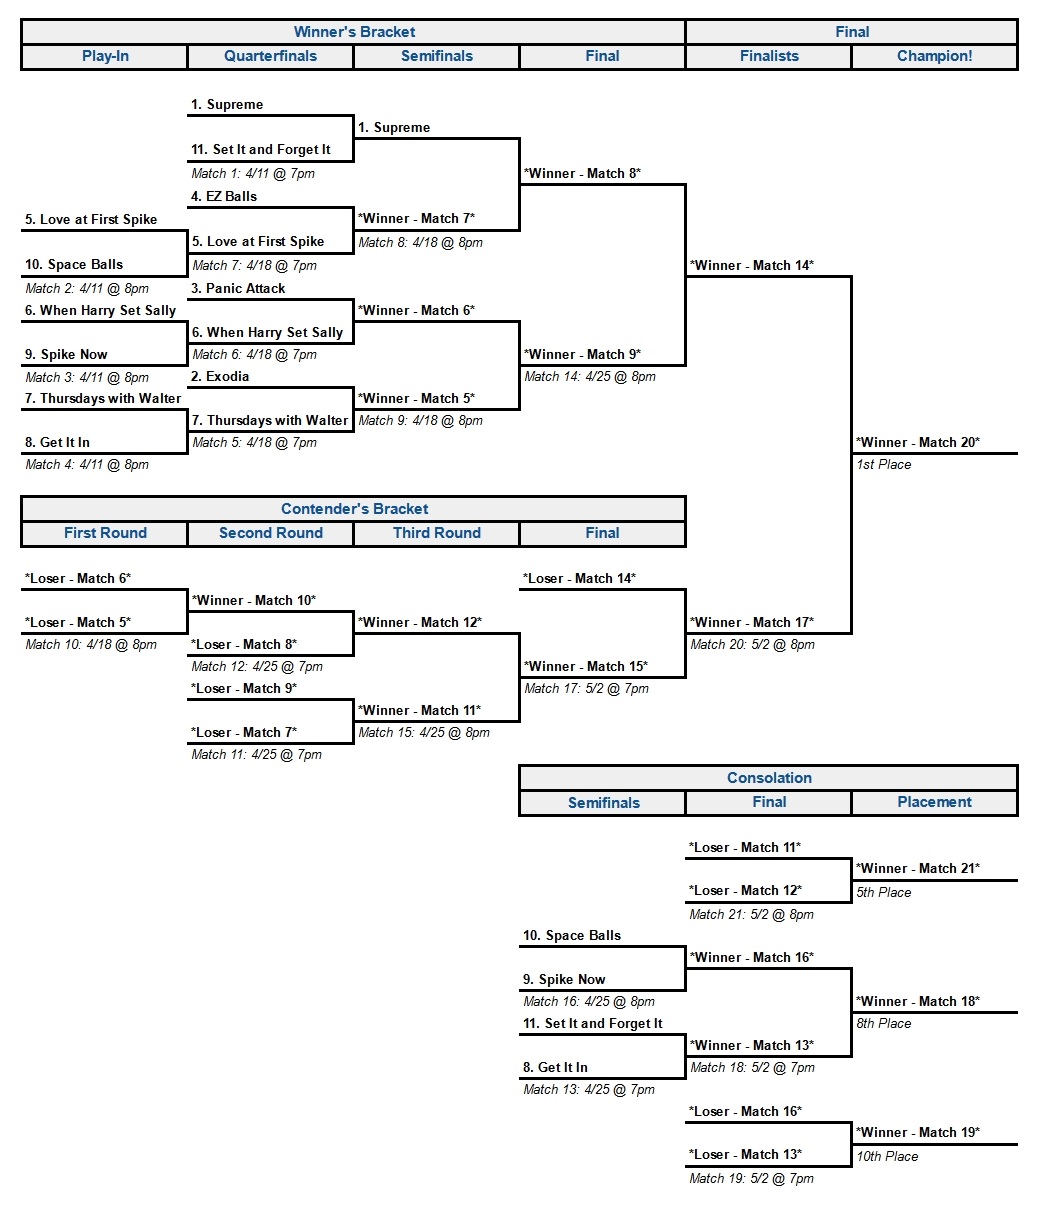 Winner's Bracket
Final
Play-In
Quarterfinals
Semifinals
Final
Finalists
Champion!
1. Supreme
1. Supreme
11. Set It and Forget It
Match 1: 4/11 @ 7pm
*Winner - Match 8*
4. EZ Balls
5. Love at First Spike
*Winner - Match 7*
5. Love at First Spike
Match 8: 4/18 @ 8pm
10. Space Balls
Match 7: 4/18 @ 7pm
*Winner - Match 14*
Match 2: 4/11 @ 8pm
3. Panic Attack
6. When Harry Set Sally
*Winner - Match 6*
6. When Harry Set Sally
9. Spike Now
Match 6: 4/18 @ 7pm
*Winner - Match 9*
Match 3: 4/11 @ 8pm
2. Exodia
Match 14: 4/25 @ 8pm
7. Thursdays with Walter
*Winner - Match 5*
7. Thursdays with Walter
Match 9: 4/18 @ 8pm
8. Get It In
Match 5: 4/18 @ 7pm
*Winner - Match 20*
Match 4: 4/11 @ 8pm
1st Place
Contender's Bracket
First Round
Second Round
Third Round
Final
*Loser - Match 6*
*Loser - Match 14*
*Winner - Match 10*
*Loser - Match 5*
*Winner - Match 12*
*Winner - Match 17*
Match 10: 4/18 @ 8pm
*Loser - Match 8*
Match 20: 5/2 @ 8pm
Match 12: 4/25 @ 7pm
*Winner - Match 15*
*Loser - Match 9*
Match 17: 5/2 @ 7pm
*Winner - Match 11*
*Loser - Match 7*
Match 15: 4/25 @ 8pm
Match 11: 4/25 @ 7pm
Consolation
Semifinals
Final
Placement
*Loser - Match 11*
*Winner - Match 21*
*Loser - Match 12*
5th Place
Match 21: 5/2 @ 8pm
10. Space Balls
*Winner - Match 16*
9. Spike Now
Match 16: 4/25 @ 8pm
*Winner - Match 18*
11. Set It and Forget It
8th Place
*Winner - Match 13*
8. Get It In
Match 18: 5/2 @ 7pm
Match 13: 4/25 @ 7pm
*Loser - Match 16*
*Winner - Match 19*
*Loser - Match 13*
10th Place
Match 19: 5/2 @ 7pm